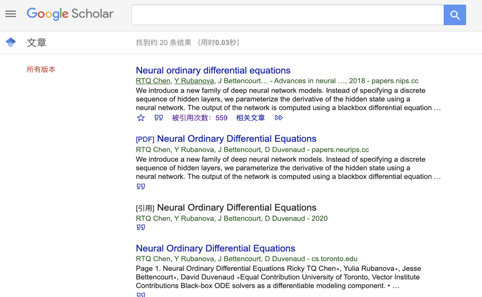 Google Scholar
文章
找到约 20 条结果 （用时0.03秒）
所有版本
Neural ordinary differential equations
RTQ Chen, Y Rubanova, J Bettencourt… - Advances in neural …, 2018 - papers.nips.cc
We introduce a new family of deep neural network models. Instead of specifying a discrete
sequence of hidden layers, we parameterize the derivative of the hidden state using a
neural network. The output of the network is computed using a blackbox differential equation …
被引用次数：559 相关文章
[PDF] Neural Ordinary Differential Equations
RTQ Chen, Y Rubanova, J Bettencourt, D Duvenaud - papers.neurips.cc
We introduce a new family of deep neural network models. Instead of specifying a discrete
sequence of hidden layers, we parameterize the derivative of the hidden state using a
neural network. The output of the network is computed using a blackbox differential equation …
[引用] Neural Ordinary Differential Equations
RTQ Chen, Y Rubanova, J Bettencourt, D Duvenaud - 2020
Neural Ordinary Differential Equations
RTQ Chen, Y Rubanova, J Bettencourt, D Duvenaud - cs.toronto.edu
Page 1. Neural Ordinary Differential Equations Ricky TQ Chen∗, Yulia Rubanova∗, Jesse
Bettencourt∗, David Duvenaud ∗Equal Contribution University of Toronto, Vector Institute
Contributions Black-box ODE solvers as a differentiable modeling component. • …